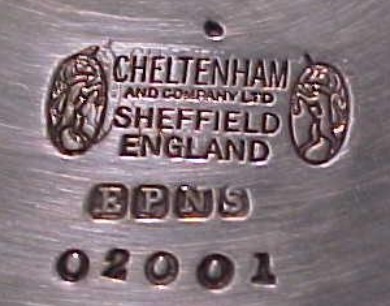 CHELTENHAM
AND COMPANY LTD
SHEFFIELD
ENGLAND
EPNS
02001